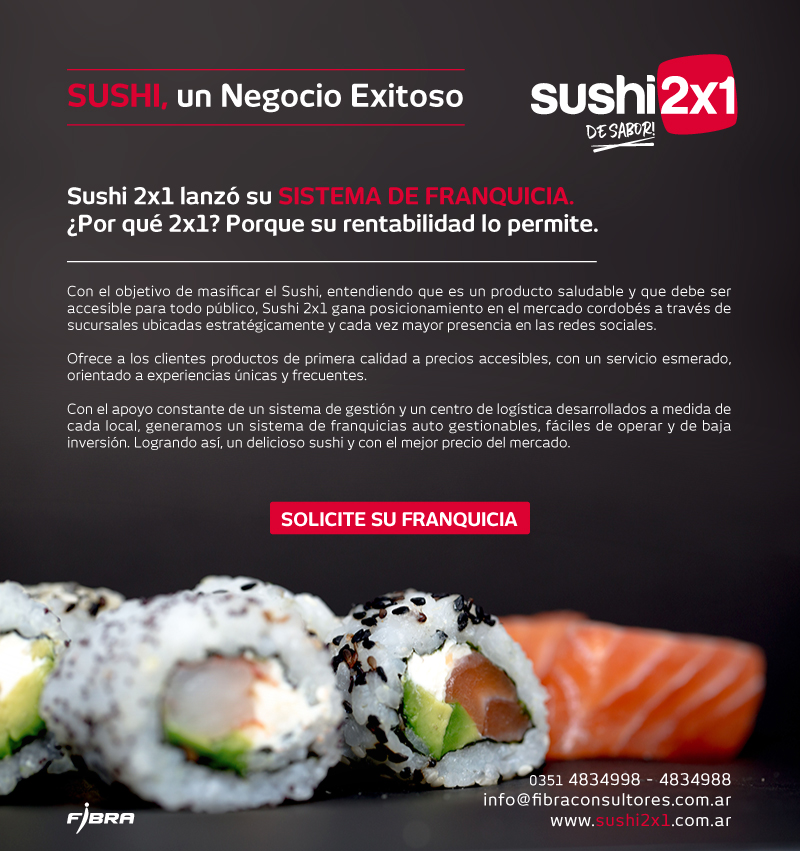 SUSHI, un Negocio Exitoso
sushi2x1
DE SABOR!
Sushi 2x1 lanzó su SISTEMA DE FRANQUICIA.
¿Por qué 2x1? Porque su rentabilidad lo permite.
Con el objetivo de masificar el Sushi, entendiendo que es un producto saludable y que debe ser
accesible para todo público, Sushi 2x1 gana posicionamiento en el mercado cordobés a través de
sucursales ubicadas estratégicamente y cada vez mayor presencia en las redes sociales.
Ofrece a los clientes productos de primera calidad a precios accesibles, con un servicio esmerado,
orientado a experiencias únicas y frecuentes.
Con el apoyo constante de un sistema de gestión y un centro de logística desarrollados a medida de
cada local, generamos un sistema de franquicias auto gestionables, fáciles de operar y de baja
inversión. Logrando así, un delicioso sushi y con el mejor precio del mercado.
SOLICITE SU FRANQUICIA
0351 4834998 - 4834988
info@fibraconsultores.com.ar
www.sushi2x1.com.ar
FIBRA